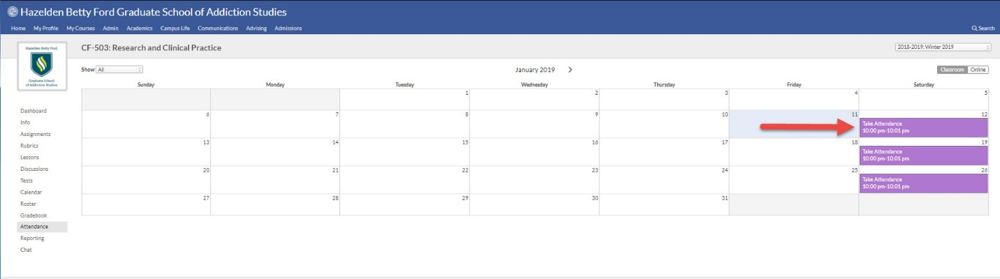 Hazelden Betty Ford Graduate School of Addiction Studies
Home My Profile My Courses Admin Academics Campus Life Communications Advising Admissions Search
Hazelden Betty Ford
Graduate School
of Addiction Studies
CF-503: Research and Clinical Practice 2018-2019: Winter 2019
Show All January 2019 Classroom Online
Sunday Monday Tuesday Wednesday Thursday Friday Saturday
1 2 3 4 5
6 7 8 9 10 11 12
Take Attendance
10:00 pm-10:01 pm
13 14 15 16 17 18 19
Take Attendance
10:00 pm-10:01 pm
20 21 22 23 24 25 26
Take Attendance
10:00 pm-10:01 pm
27 28 29 30 31
Dashboard
Info
Assignments
Rubrics
Lessons
Discussions
Tests
Calendar
Roster
Gradebook
Attendance
Reporting
Chat